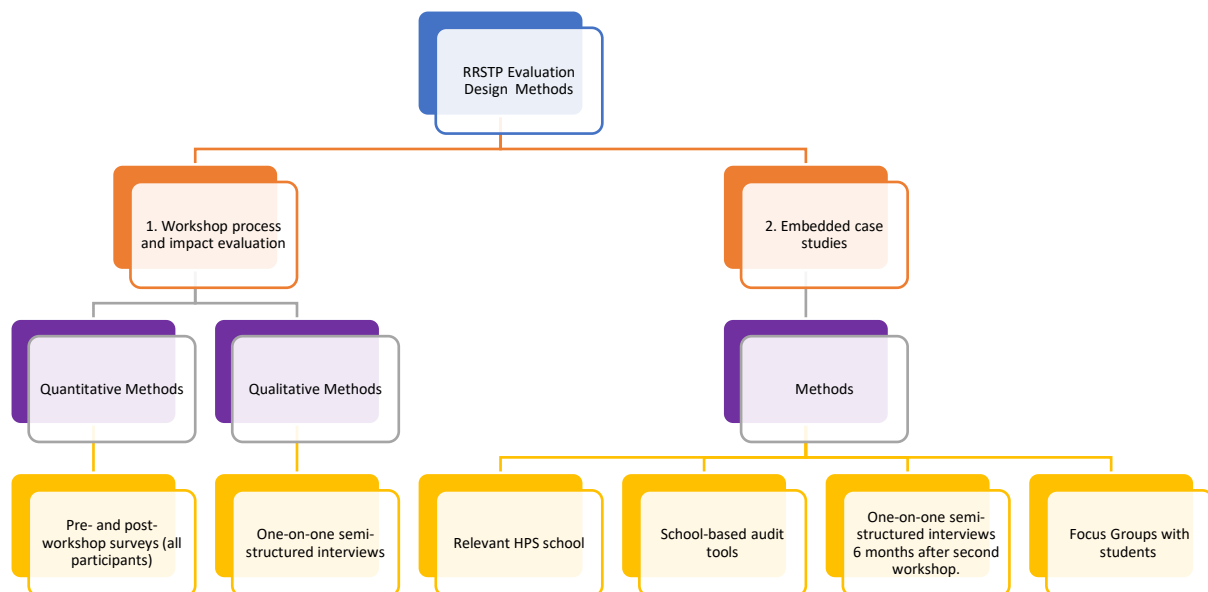 RRSTP Evaluation
Design Methods
1. Workshop process
and impact evaluation
2. Embedded case
studies
Quantitative Methods
Qualitative Methods
Methods
Pre- and post-
workshop surveys (all
participants)
One-on-one semi-
structured interviews
Relevant HPS school
School-based audit
tools
One-on-one semi-
structured interviews
6 months after second
workshop.
Focus Groups with
students